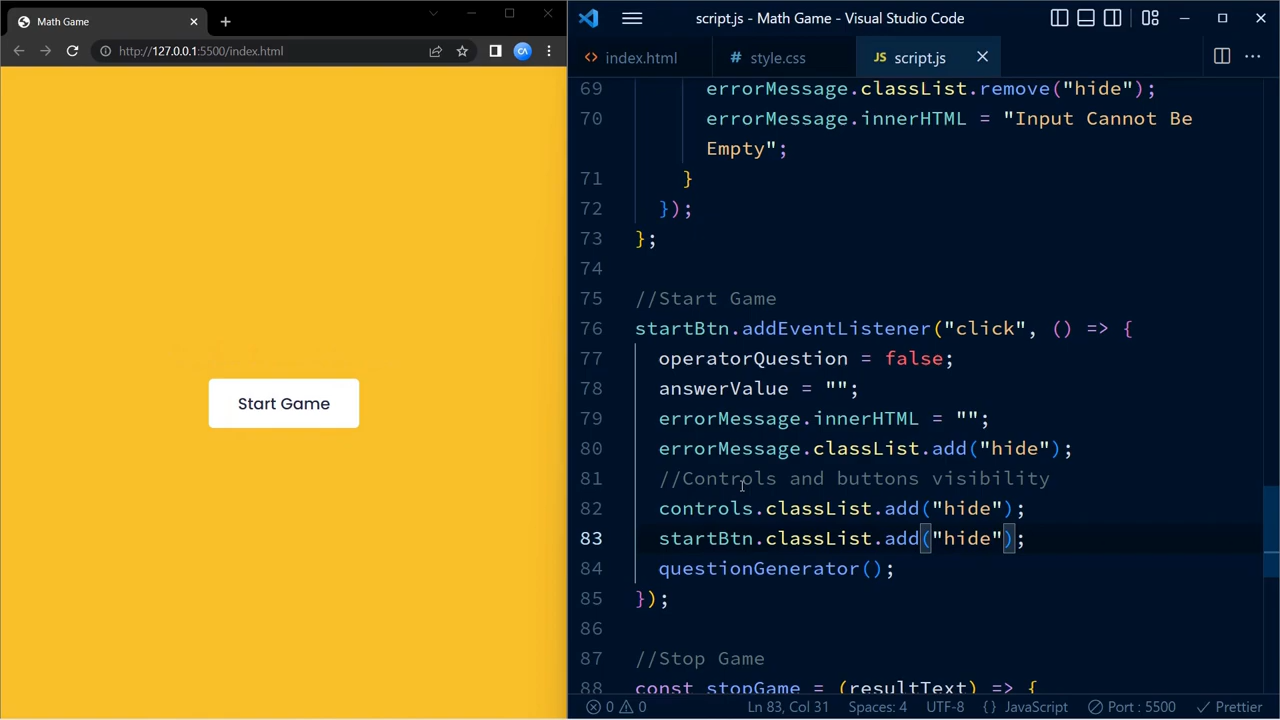 Math Game
http://127.0.0.1:5500/index.html
CA
Start Game
script.js - Math Game - Visual Studio Code
index.html
style.css
JS script.js
69 errorMessage.classList.remove("hide");
70 errorMessage.innerHTML = "Input Cannot Be
Empty";
71 }
72 });
73 };
74
75 //Start Game
76 startBtn.addEventListener("click", () => {
77 operatorQuestion = false;
78 answerValue = "";
79 errorMessage.innerHTML = "";
80 errorMessage.classList.add("hide");
81 //Controls and buttons visibility
82 controls.classList.add("hide");
83 startBtn.classList.add("hide");
84 questionGenerator();
85 });
86
87 //Stop Game
88 const stopGame = (resultText) => {
0 0 Ln 83, Col 31 Spaces: 4 UTF-8 {} JavaScript Port : 5500 Prettier